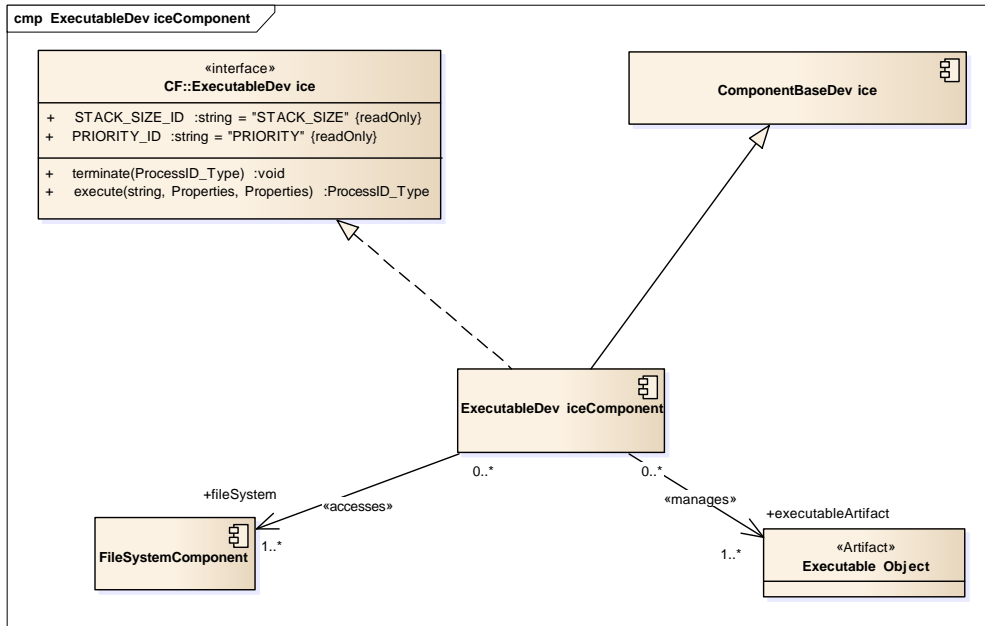 cmp ExecutableDev iceComponent
«interface»
CF::ExecutableDev ice
+ STACK_SIZE_ID :string = "STACK_SIZE" {readOnly}
+ PRIORITY_ID :string = "PRIORITY" {readOnly}
+ terminate(ProcessID_Type) :void
+ execute(string, Properties, Properties) :ProcessID_Type
ComponentBaseDev ice
ExecutableDev iceComponent
0..*
0..*
+fileSystem
«accesses»
1..*
FileSystemComponent
«manages»
+executableArtifact
1..*
«Artifact»
Executable Object